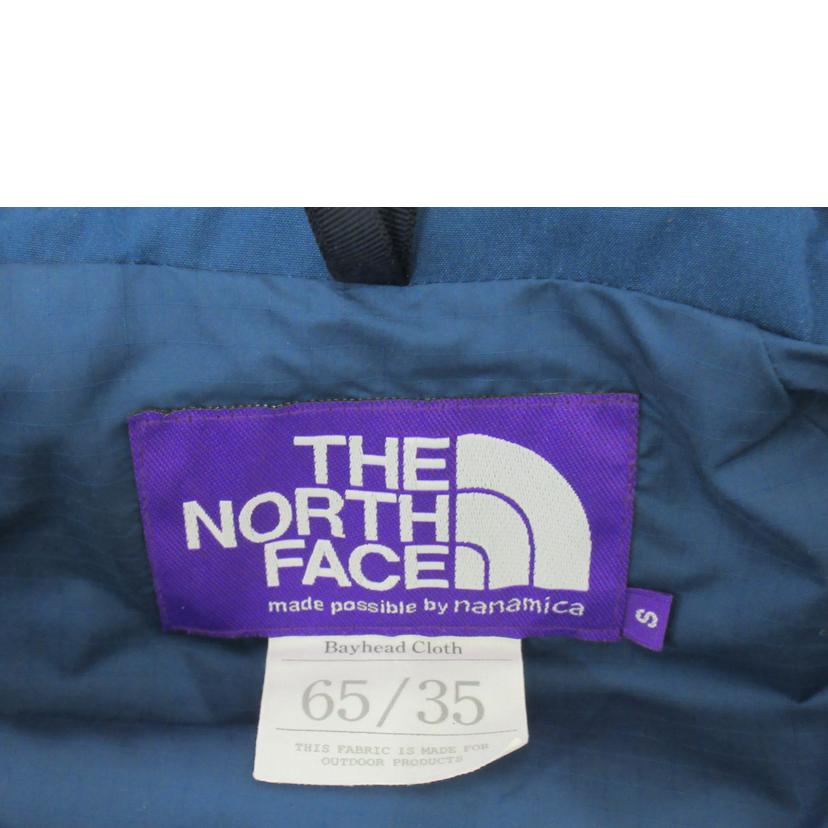 THE
NORTH
FACE
made possible by nanamica
S
Bayhead Cloth
65/35
THIS FABRIC IS MADE FOR
OUTDOOR PRODUCTS